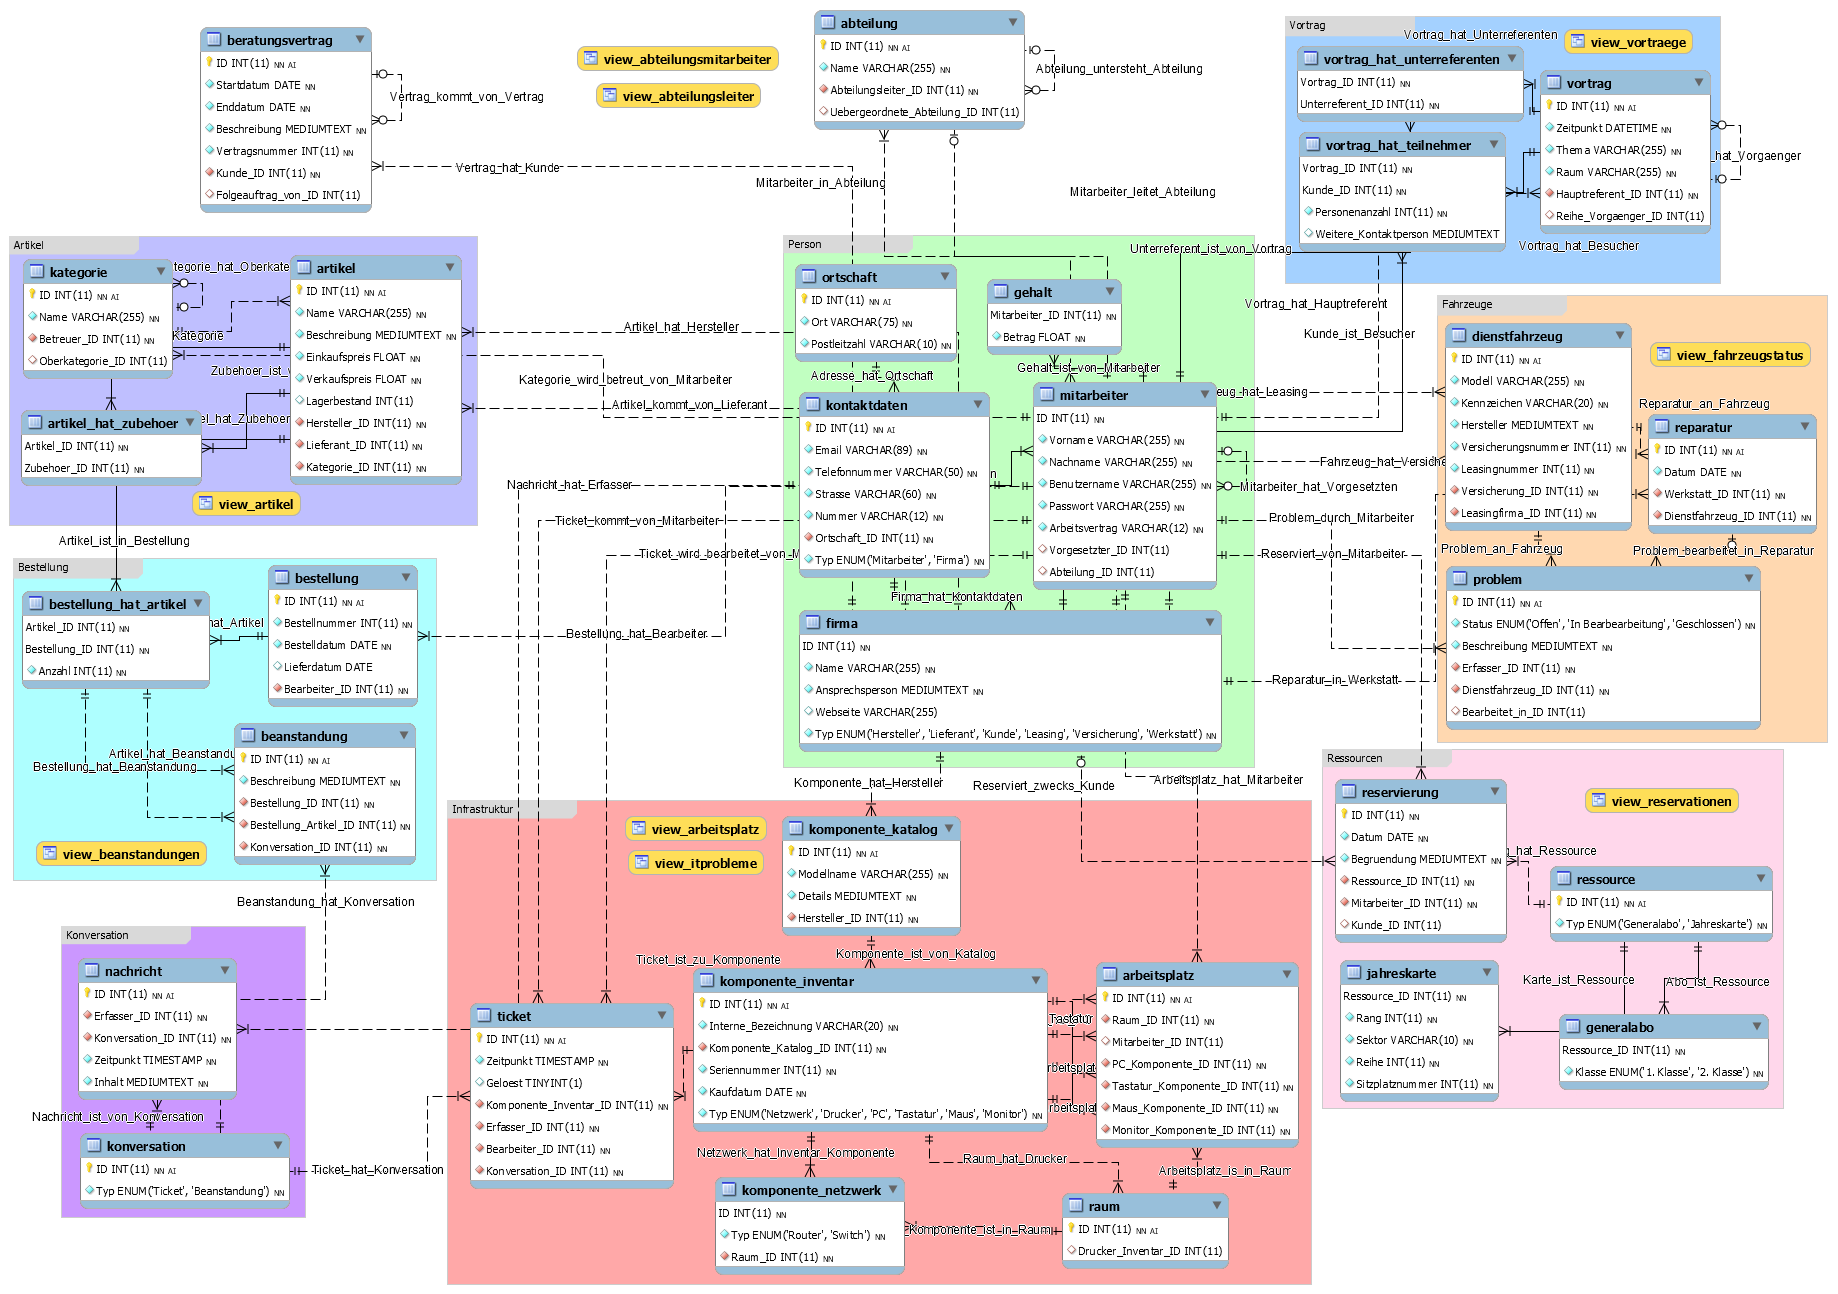 beratungsvertrag
ID INT(11) NN AI
Startdatum DATE NN
Enddatum DATE NN
Beschreibung MEDIUMTEXT NN
Vertragsnummer INT(11) NN
Kunde_ID INT(11) NN
Folgeauftrag_von_ID INT(11)
Vertrag_kommt_von_Vertrag
Vertrag_hat_Kunde
view_abteilungsmitarbeiter
view_abteilungsleiter
abteilung
ID INT(11) NN AI
Name VARCHAR(255) NN
Abteilungsleiter_ID INT(11) NN
Uebergeordnete_Abteilung_ID INT(11)
Abteilung_untersteht_Abteilung
Mitarbeiter_in_Abteilung
Mitarbeiter_leitet_Abteilung
Vortrag
Vortrag_hat_Unterreferenten
view_vortraege
vortrag_hat_unterreferenten
Vortrag_ID INT(11) NN
Unterreferent_ID INT(11) NN
vortrag
ID INT(11) NN AI
Zeitpunkt DATETIME NN
Thema VARCHAR(255) NN
Raum VARCHAR(255) NN
Hauptreferent_ID INT(11) NN
Reihe_Vorgaenger_ID INT(11)
_hat_Vorgaenger
vortrag_hat_teilnehmer
Vortrag_ID INT(11) NN
Kunde_ID INT(11) NN
Personenanzahl INT(11) NN
Weitere_Kontaktperson MEDIUMTEXT
Vortrag_hat_Besucher
Unterreferent_ist_von_Vortrag
Vortrag_hat_Hauptreferent
Kunde_ist_Besucher
Artikel
kategorie
ID INT(11) NN AI
Name VARCHAR(255) NN
Betreuer_ID INT(11) NN
Oberkategorie_ID INT(11)
tegorie_hat_Oberkate
Kategorie
Zubehoer_ist_v
el_hat_Zubehoer
artikel
ID INT(11) NN AI
Name VARCHAR(255) NN
Beschreibung MEDIUMTEXT NN
Einkaufspreis FLOAT NN
Verkaufspreis FLOAT NN
Lagerbestand INT(11)
Hersteller_ID INT(11) NN
Lieferant_ID INT(11) NN
Kategorie_ID INT(11) NN
artikel_hat_zubehoer
Artikel_ID INT(11) NN
Zubehoer_ID INT(11) NN
view_artikel
Artikel_hat_Hersteller
Kategorie_wird_betreut_von_Mitarbeiter
Artikel_kommt_von_Lieferant
Artikel_ist_in_Bestellung
Person
ortschaft
ID INT(11) NN AI
Ort VARCHAR(75) NN
Postleitzahl VARCHAR(10) NN
Adresse_hat_Ortschaft
gehalt
Mitarbeiter_ID INT(11) NN
Betrag FLOAT NN
Gehalt_ist_von_Mitarbeiter
kontaktdaten
ID INT(11) NN AI
Email VARCHAR(89) NN
Telefonnummer VARCHAR(50) NN
Strasse VARCHAR(60) NN
Nummer VARCHAR(12) NN
Ortschaft_ID INT(11) NN
Typ ENUM('Mitarbeiter', 'Firma') NN
mitarbeiter
ID INT(11) NN
Vorname VARCHAR(255) NN
Nachname VARCHAR(255) NN
Benutzername VARCHAR(255) NN
Passwort VARCHAR(255) NN
Arbeitsvertrag VARCHAR(12) NN
Vorgesetzter_ID INT(11)
Abteilung_ID INT(11) NN
Mitarbeiter_hat_Vorgesetzten
Firma_hat_Kontaktdaten
firma
ID INT(11) NN
Name VARCHAR(255) NN
Ansprechsperson MEDIUMTEXT NN
Webseite VARCHAR(255)
Typ ENUM('Hersteller', 'Lieferant', 'Kunde', 'Leasing', 'Versicherung', 'Werkstatt') NN
Nachricht_hat_Erfasser
Ticket_kommt_von_Mitarbeiter
Ticket_wird_bearbeitet_von_M
Bestellung_hat_Bearbeiter
eug_hat_Leasing
Fahrzeug_hat_Versiche
Problem_durch_Mitarbeiter
Reserviert_von_Mitarbeiter
Reparatur_in_Werkstatt
Fahrzeuge
dienstfahrzeug
ID INT(11) NN AI
Modell VARCHAR(255) NN
Kennzeichen VARCHAR(20) NN
Hersteller MEDIUMTEXT NN
Versicherungsnummer INT(11) NN
Leasingnummer INT(11) NN
Versicherung_ID INT(11) NN
Leasingfirma_ID INT(11) NN
view_fahrzeugstatus
Reparatur_an_Fahrzeug
reparatur
ID INT(11) NN AI
Datum DATE NN
Werkstatt_ID INT(11) NN
Dienstfahrzeug_ID INT(11) NN
Problem_an_Fahrzeug
Problem-bearbeitet_in_Reparatur
problem
ID INT(11) NN AI
Status ENUM('Offen', 'In Bearbearbeitung', 'Geschlossen') NN
Beschreibung MEDIUMTEXT NN
Erfasser_ID INT(11) NN
Dienstfahrzeug_ID INT(11) NN
Bearbeitet_in_ID INT(11)
Bestellung
bestellung_hat_artikel
Artikel_ID INT(11) NN
Bestellung_ID INT(11) NN
Anzahl INT(11) NN
hat_Artikel
bestellung
ID INT(11) NN AI
Bestellnummer INT(11) NN
Bestelldatum DATE NN
Lieferdatum DATE
Bearbeiter_ID INT(11) NN
Artikel_hat_Beanstandu
Bestellung_hat_Beanstandung
beanstandung
ID INT(11) NN AI
Beschreibung MEDIUMTEXT NN
Bestellung_ID INT(11) NN
Bestellung_Artikel_ID INT(11) NN
Konversation_ID INT(11) NN
view_beanstandungen
Beanstandung_hat_Konversation
Konversation
nachricht
ID INT(11) NN AI
Erfasser_ID INT(11) NN
Konversation_ID INT(11) NN
Zeitpunkt TIMESTAMP NN
Inhalt MEDIUMTEXT NN
Nachricht_ist_von_Konversation
konversation
ID INT(11) NN AI
Typ ENUM('Ticket', 'Beanstandung') NN
Ticket_hat_Konversation
Komponente_hat_Hersteller
Reserviert_zwecks_Kunde
Arbeitsplatz_hat_Mitarbeiter
Infrastruktur
view_arbeitsplatz
view_itprobleme
komponente_katalog
ID INT(11) NN AI
Modellname VARCHAR(255) NN
Details MEDIUMTEXT NN
Hersteller_ID INT(11) NN
Ticket_ist_zu_Komponente
Komponente_ist_von_Katalog
ticket
ID INT(11) NN AI
Zeitpunkt TIMESTAMP NN
Geloest TINYINT(1)
Komponente_Inventar_ID INT(11) NN
Erfasser_ID INT(11) NN
Bearbeiter_ID INT(11) NN
Konversation_ID INT(11) NN
komponente_inventar
ID INT(11) NN AI
Interne_Bezeichnung VARCHAR(20) NN
Komponente_Katalog_ID INT(11) NN
Seriennummer INT(11) NN
Kaufdatum DATE NN
Typ ENUM('Netzwerk', 'Drucker', 'PC', 'Tastatur', 'Maus', 'Monitor') NN
Tastatur
rbeitsplat
rbeitsplat
arbeitsplatz
ID INT(11) NN AI
Raum_ID INT(11) NN
Mitarbeiter_ID INT(11)
PC_Komponente_ID INT(11) NN
Tastatur_Komponente_ID INT(11) NN
Maus_Komponente_ID INT(11) NN
Monitor_Komponente_ID INT(11) NN
Netzwerk_hat_Inventar_Komponente
Raum_hat_Drucker
Arbeitsplatz_is_in_Raum
komponente_netzwerk
ID INT(11) NN
Typ ENUM('Router', 'Switch') NN
Raum_ID INT(11) NN
Komponente_ist_in_Raum
raum
ID INT(11) NN AI
Drucker_Inventar_ID INT(11)
Ressourcen
reservierung
ID INT(11) NN
Datum DATE NN
Begruendung MEDIUMTEXT NN
Ressource_ID INT(11) NN
Mitarbeiter_ID INT(11) NN
Kunde_ID INT(11)
view_reservationen
_hat_Ressource
ressource
ID INT(11) NN AI
Typ ENUM('Generalabo', 'Jahreskarte') NN
Karte_ist_Ressource
Abo_ist_Ressource
jahreskarte
Ressource_ID INT(11) NN
Rang INT(11) NN
Sektor VARCHAR(10) NN
Reihe INT(11) NN
Sitzplatznummer INT(11) NN
generalabo
Ressource_ID INT(11) NN
Klasse ENUM('1. Klasse', '2. Klasse') NN